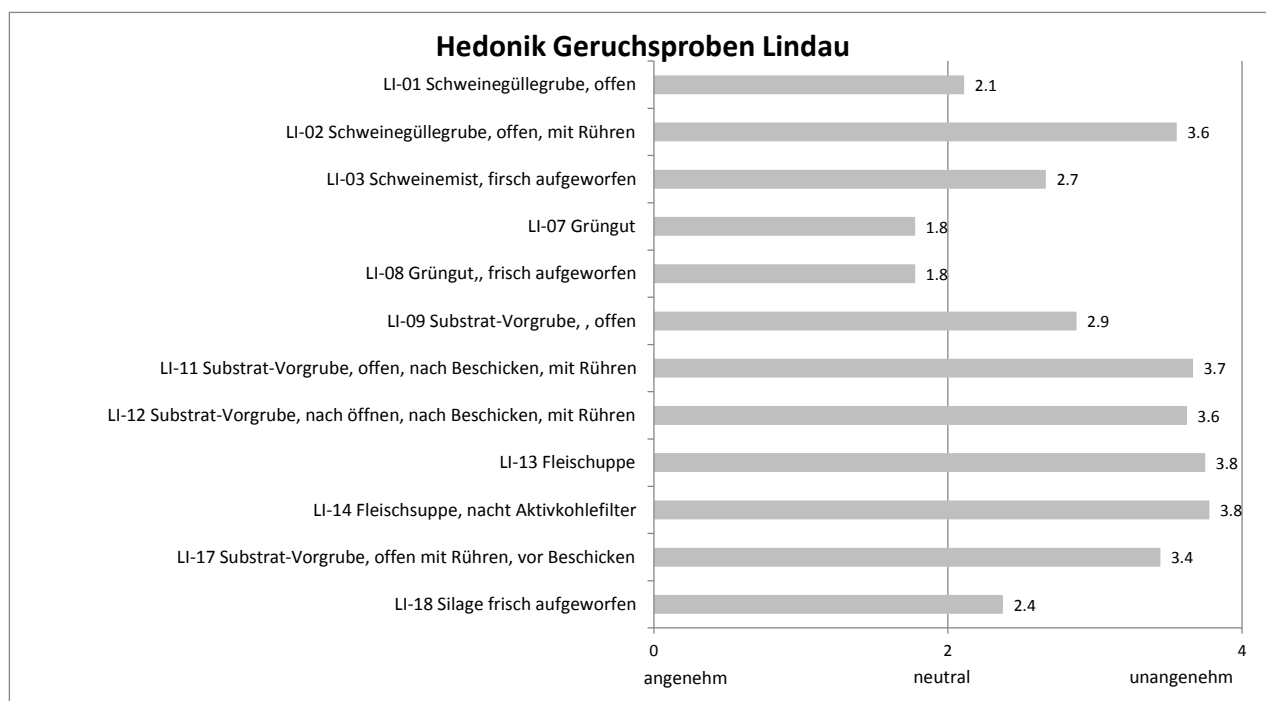 Hedonik Geruchsproben Lindau
LI-01 Schweinegüllegrube, offen 2.1
LI-02 Schweinegüllegrube, offen, mit Rühren 3.6
LI-03 Schweinemist, firsch aufgeworfen 2.7
LI-07 Grüngut 1.8
LI-08 Grüngut,, frisch aufgeworfen 1.8
LI-09 Substrat-Vorgrube, , offen 2.9
LI-11 Substrat-Vorgrube, offen, nach Beschicken, mit Rühren 3.7
LI-12 Substrat-Vorgrube, nach öffnen, nach Beschicken, mit Rühren 3.6
LI-13 Fleischuppe 3.8
LI-14 Fleischsuppe, nacht Aktivkohlefilter 3.8
LI-17 Substrat-Vorgrube, offen mit Rühren, vor Beschicken 3.4
LI-18 Silage frisch aufgeworfen 2.4
0 2 4
angenehm neutral unangenehm